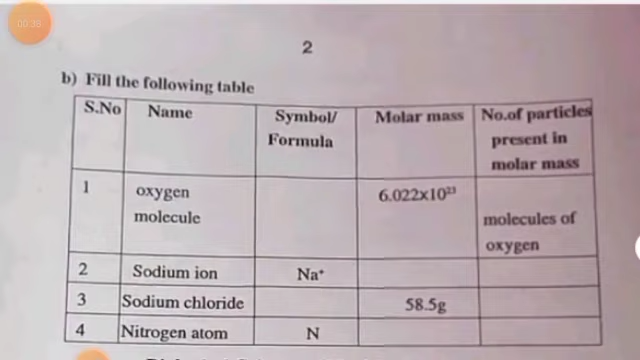 00:35
2
b) Fill the following table
S.No Name Symbol/ Molar mass No.of particles
Formula present in
molar mass
1 oxygen 6.022x10²³
molecule molecules of
oxygen
2 Sodium ion Na⁺
3 Sodium chloride 58.5g
4 Nitrogen atom N